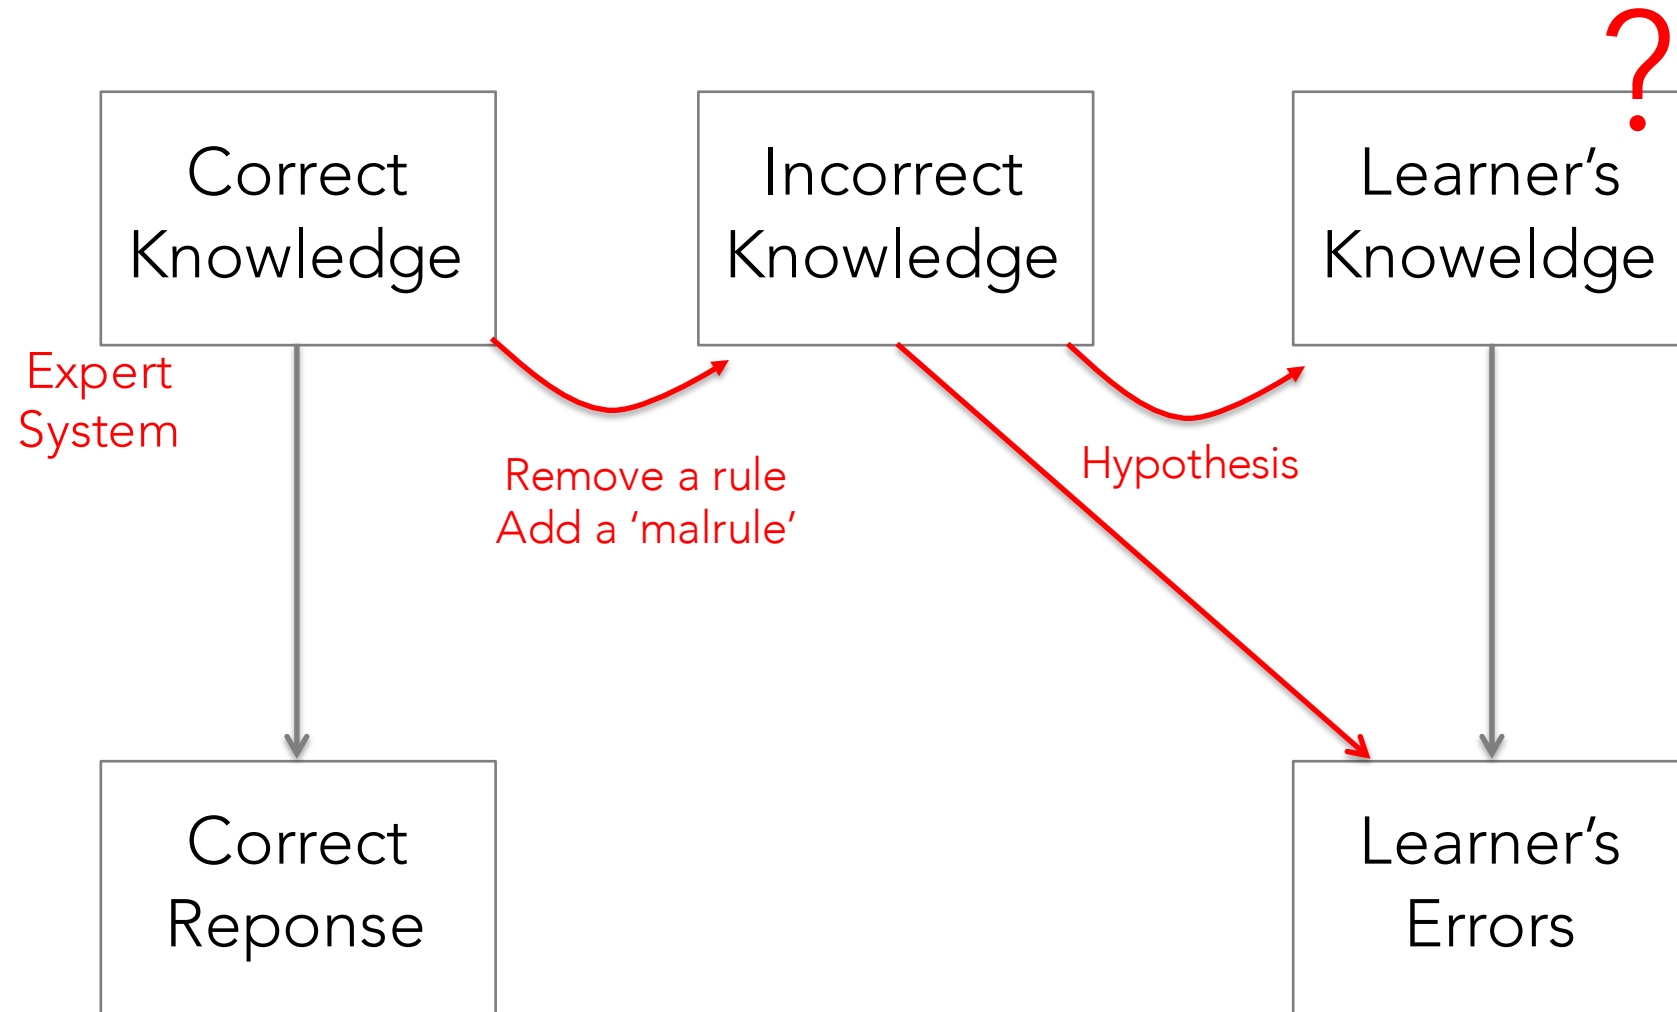 ?
Correct
Knowledge
Incorrect
Knowledge
Learner’s
Knoweldge
Expert
System
Remove a rule
Add a ‘malrule’
Hypothesis
Correct
Reponse
Learner’s
Errors